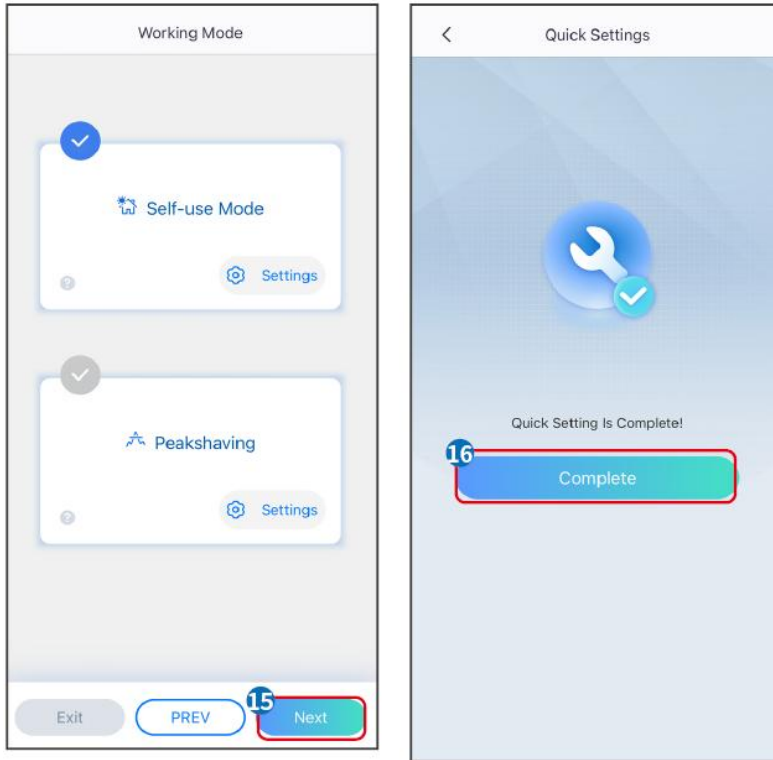 Working Mode
Self-use Mode
?
Settings
Peakshaving
?
Settings
Exit
PREV
15
Next
Quick Settings
Quick Setting Is Complete!
16
Complete